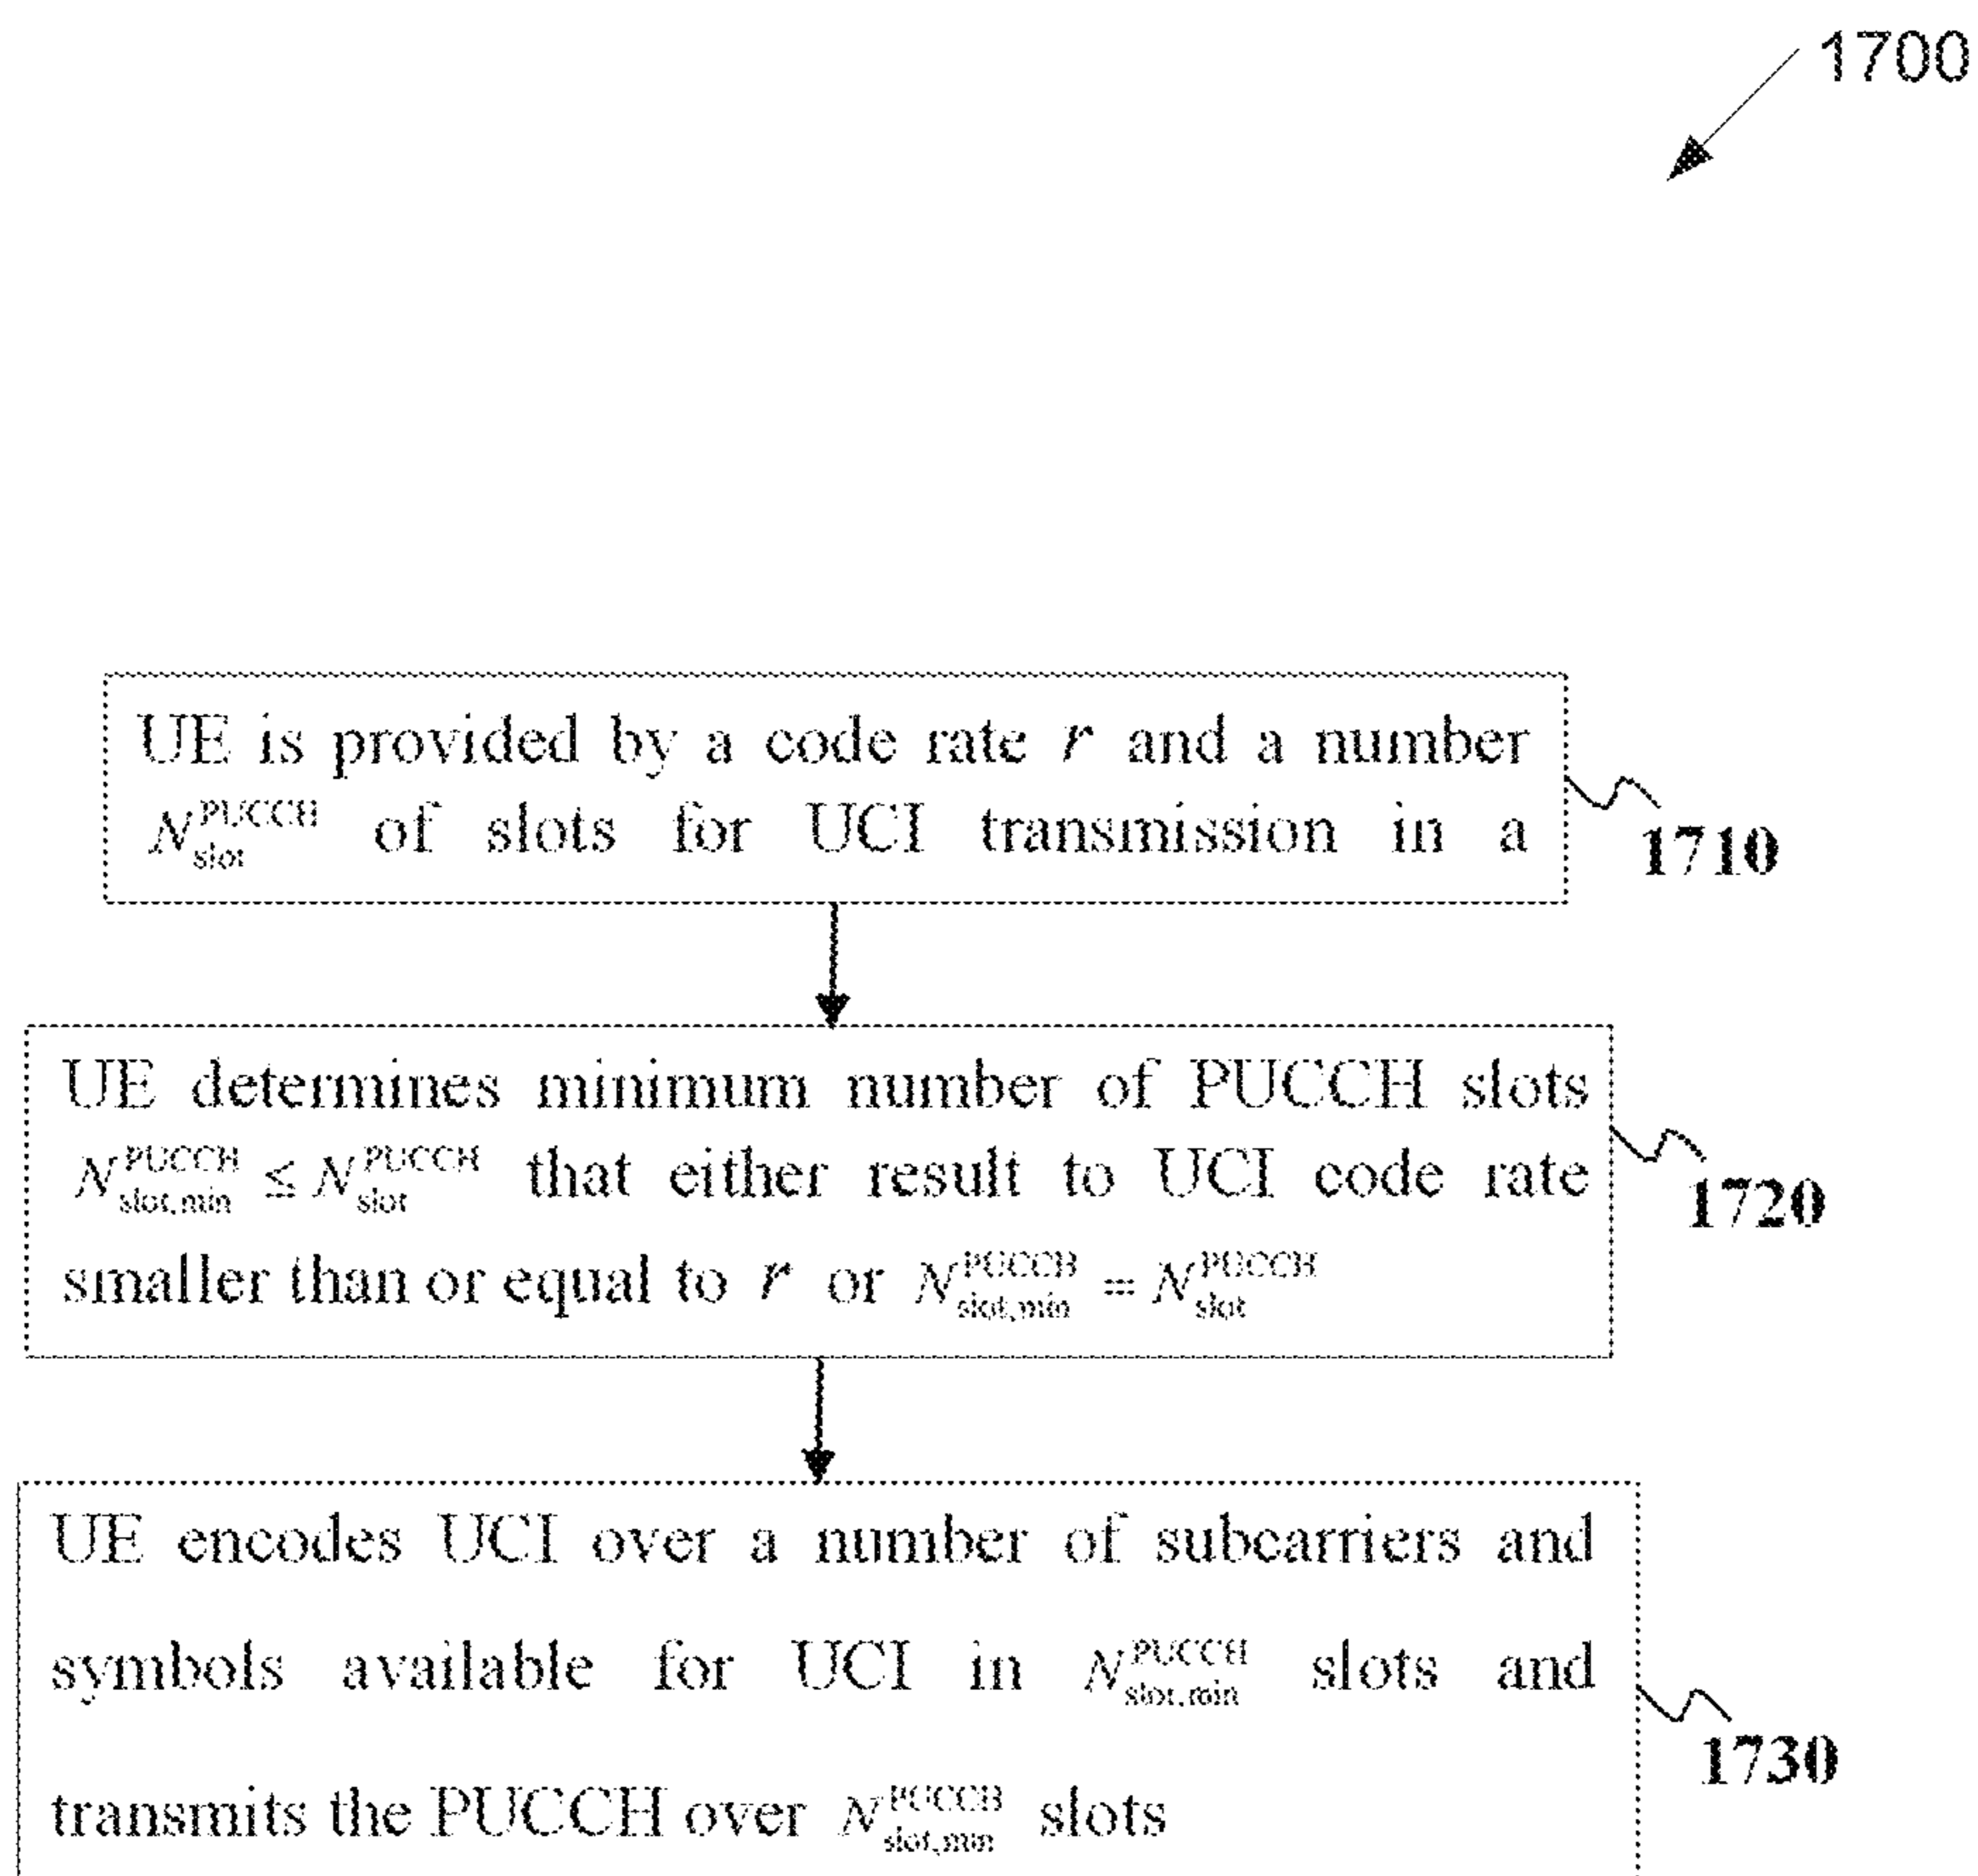 1700
UE is provided by a code rate r and a number
N_slot^PUCCH of slots for UCI transmission in a
1710
UE determines minimum number of PUCCH slots
N_slot,min^PUCCH ≤ N_slot^PUCCH that either result to UCI code rate
smaller than or equal to r or N_slot,min^PUCCH = N_slot^PUCCH
1720
UE encodes UCI over a number of subcarriers and
symbols available for UCI in N_slot,min^PUCCH slots and
transmits the PUCCH over N_slot,min^PUCCH slots
1730